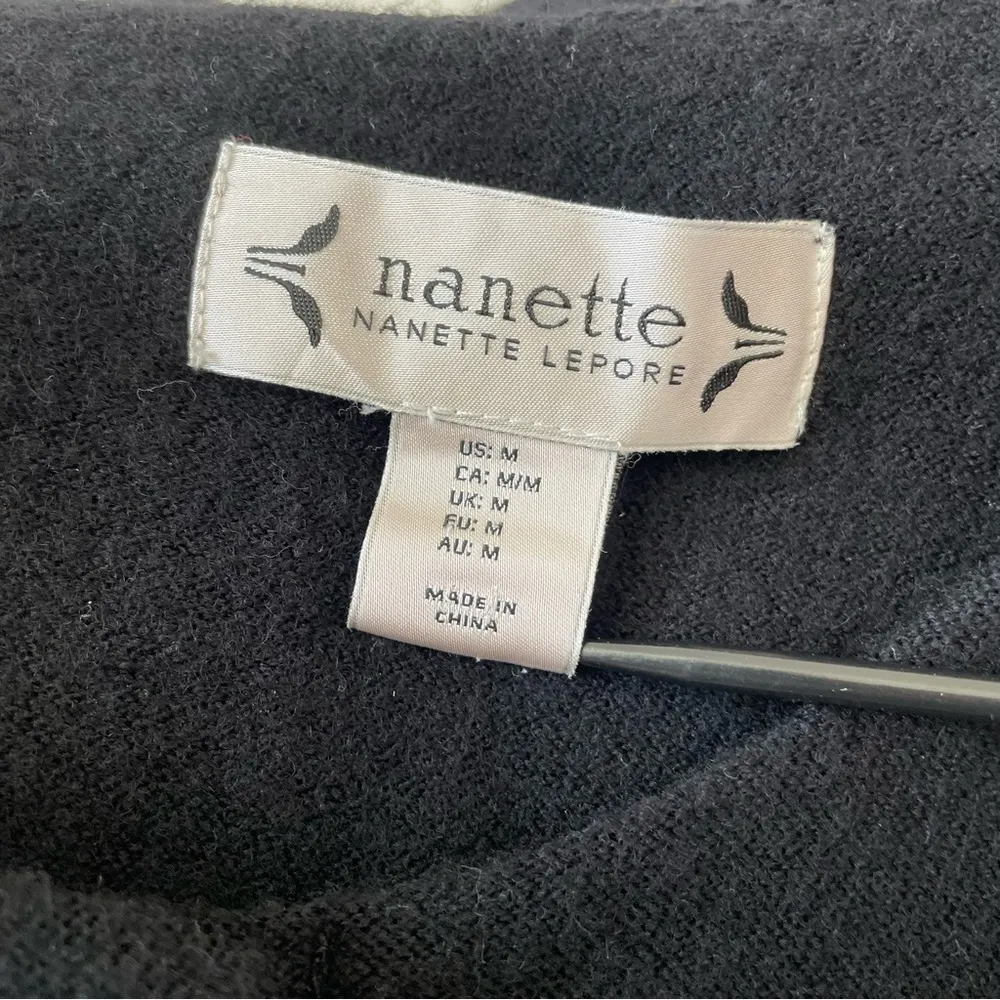 nanette
NANETTE LEPORE
US: M
CA: M/M
UK: M
EU: M
AU: M
MADE IN
CHINA